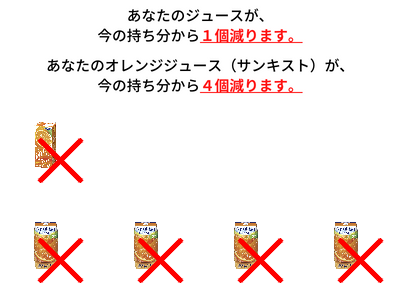 あなたのジュースが、
今の持ち分から１個減ります。
あなたのオレンジジュース（サンキスト）が、
今の持ち分から４個減ります。